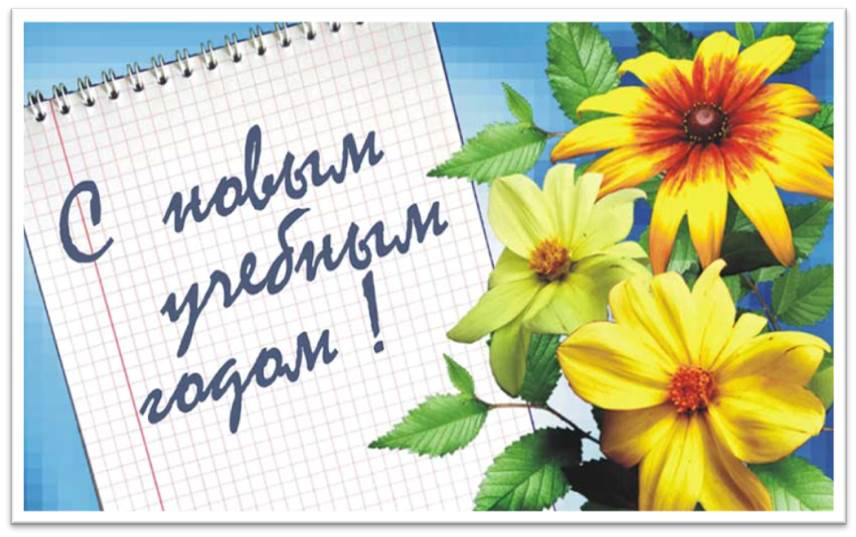 С новым
учебным
годом !